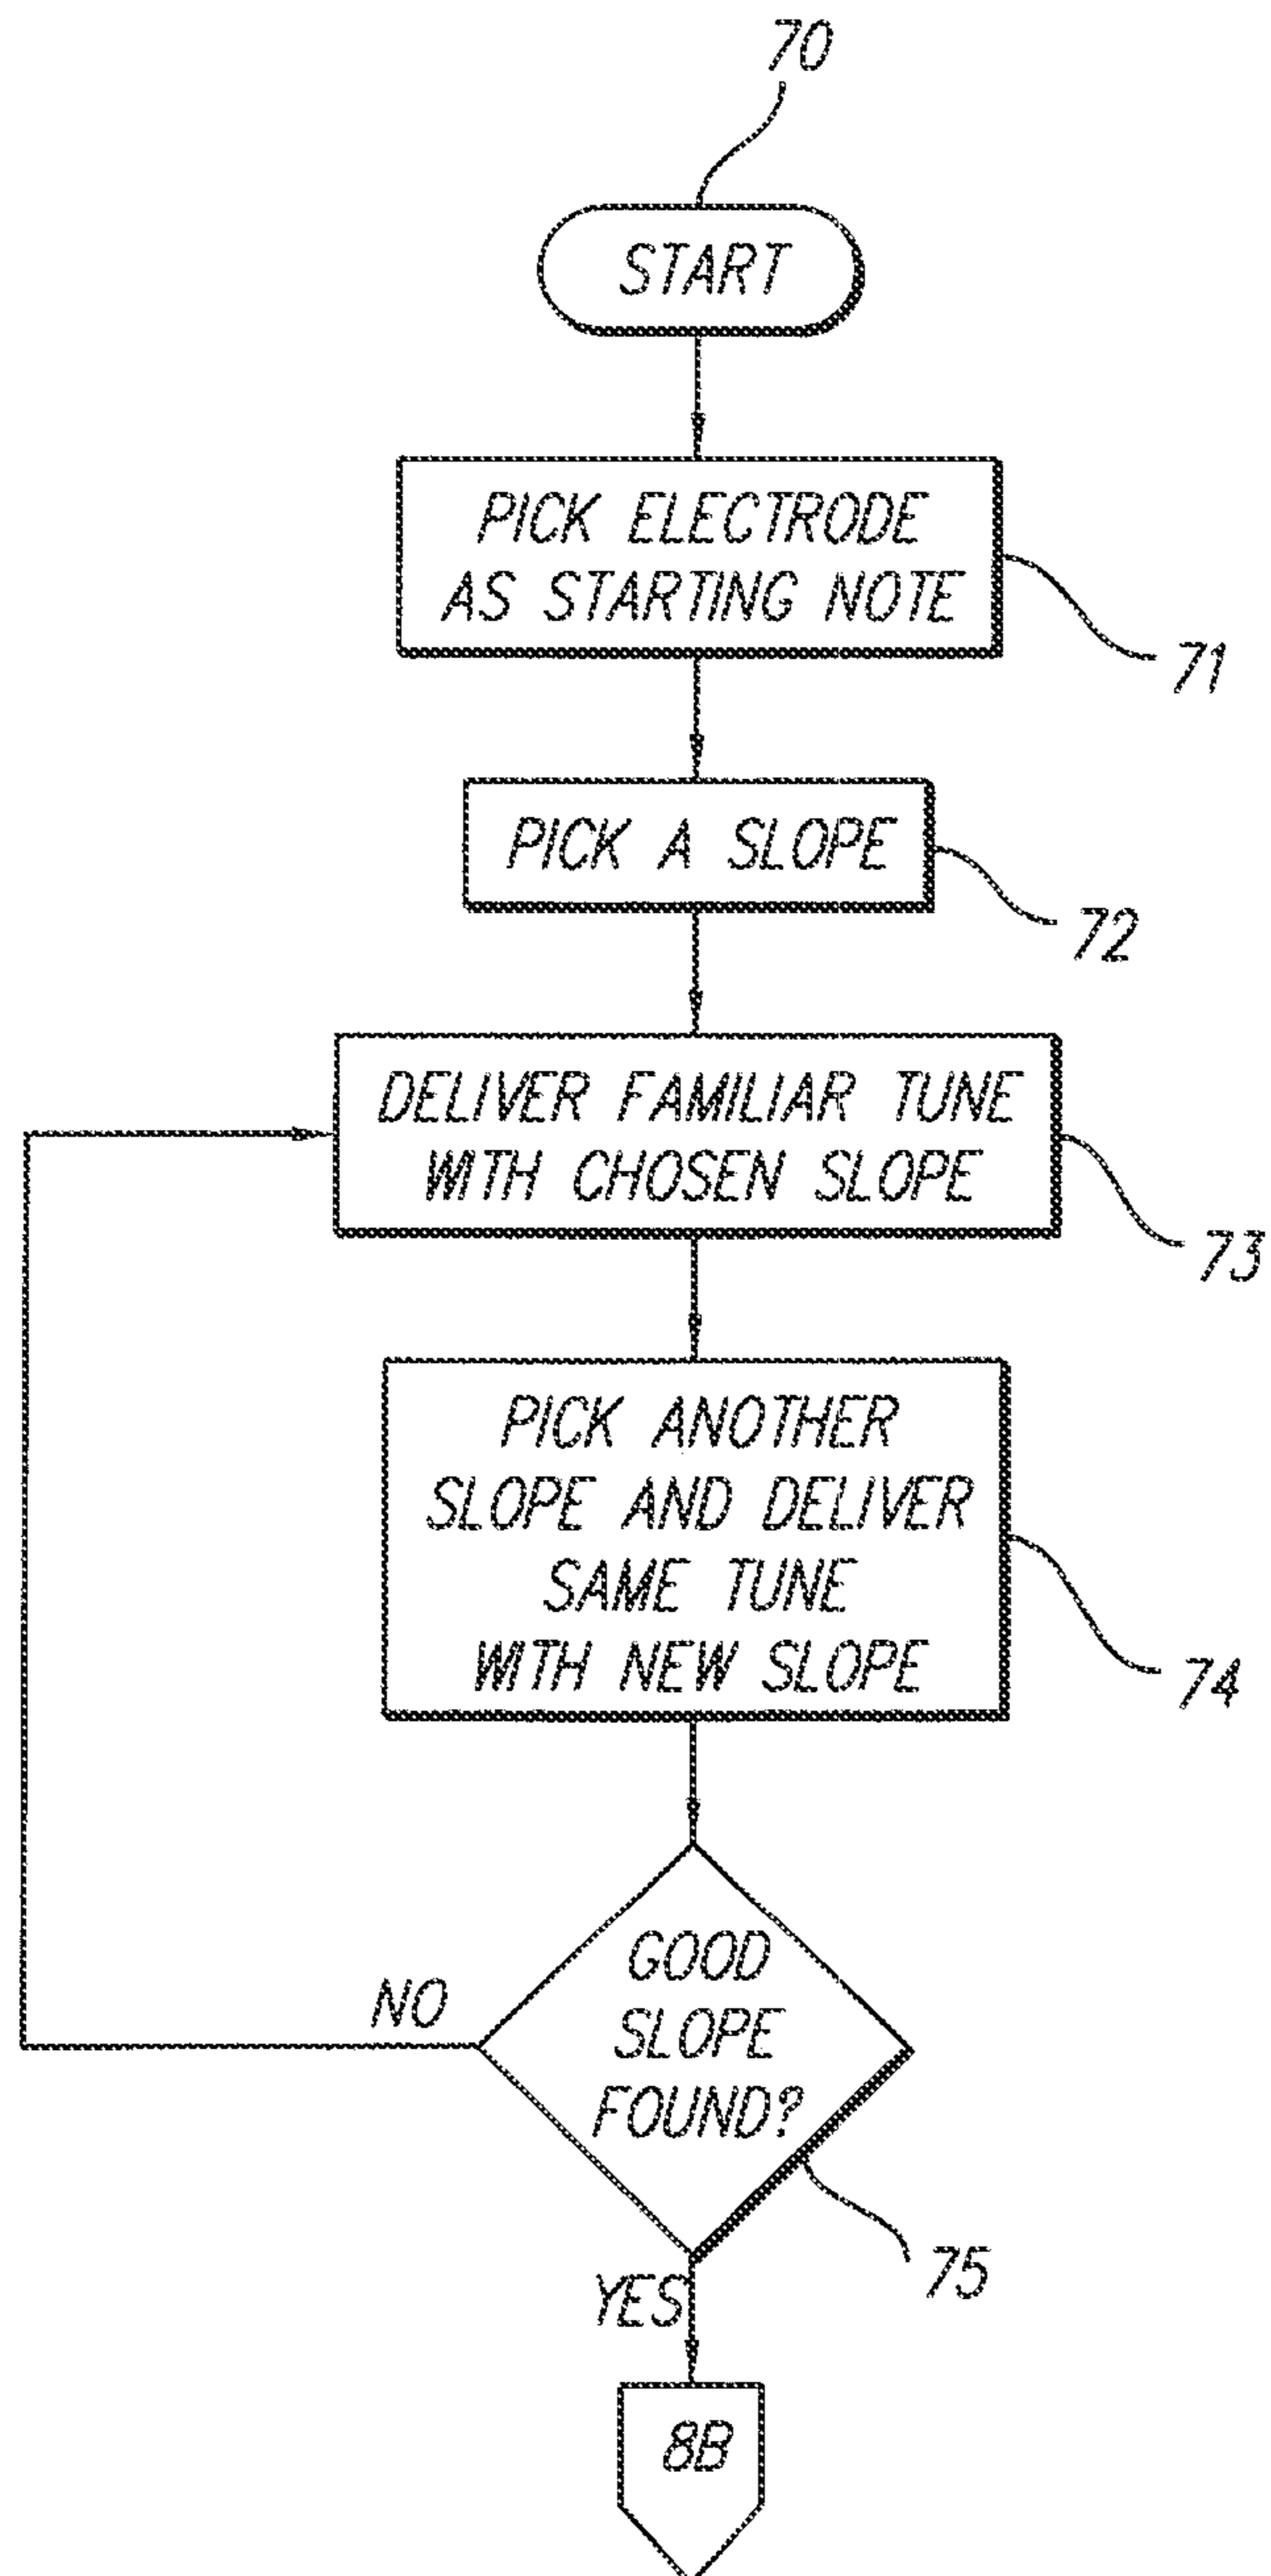 70
START
PICK ELECTRODE
AS STARTING NOTE
71
PICK A SLOPE
72
DELIVER FAMILIAR TUNE
WITH CHOSEN SLOPE
73
PICK ANOTHER
SLOPE AND DELIVER
SAME TUNE
WITH NEW SLOPE
74
GOOD
SLOPE
FOUND?
NO
75
YES
8B